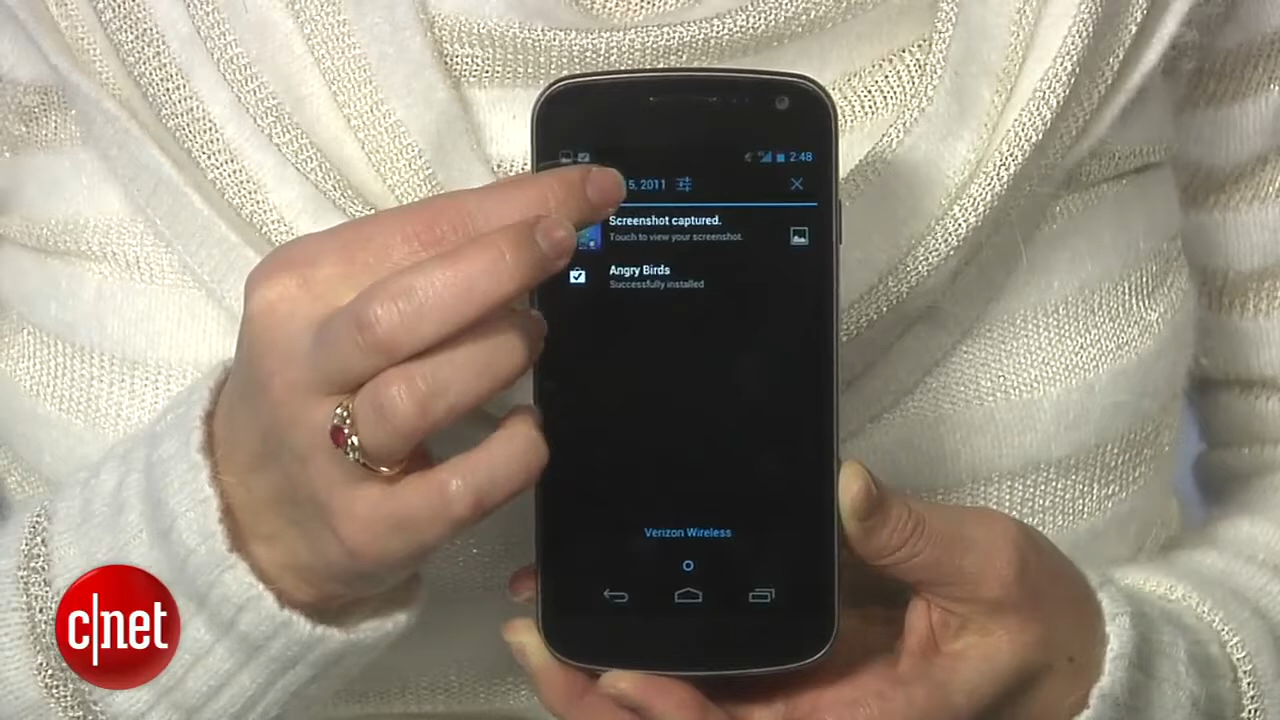 2:48
5, 2011
Screenshot captured.
Touch to view your screenshot.
Angry Birds
Successfully installed
Verizon Wireless
c|net